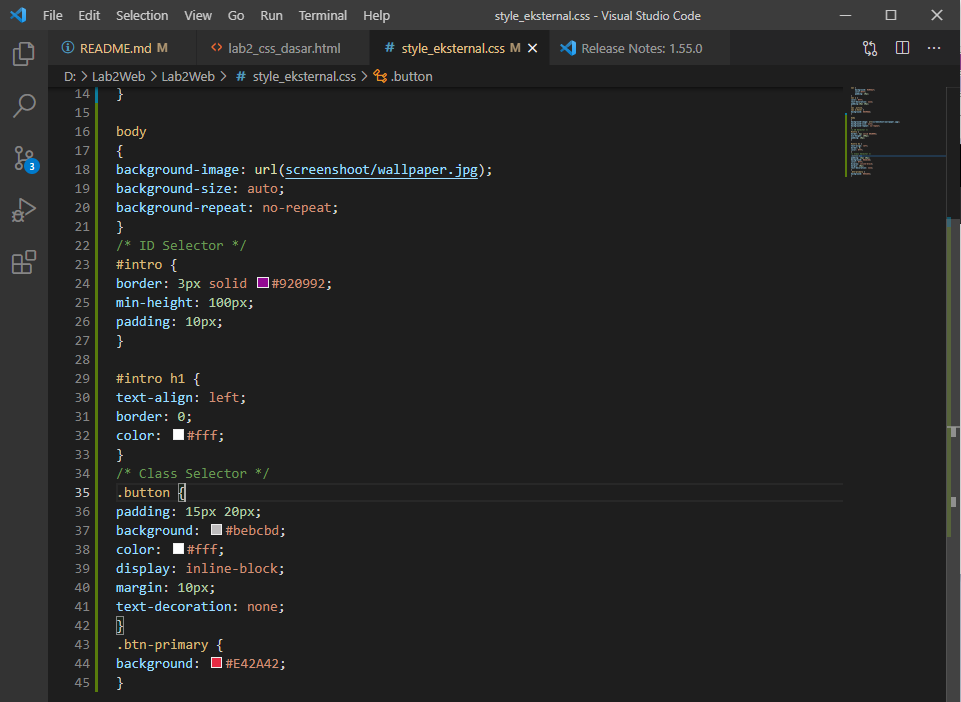 File Edit Selection View Go Run Terminal Help style_eksternal.css - Visual Studio Code
README.md M lab2_css_dasar.html # style_eksternal.css M Release Notes: 1.55.0
D: > Lab2Web > Lab2Web > # style_eksternal.css > .button
14 }
15
16 body
17 {
18 background-image: url(screenshoot/wallpaper.jpg);
19 background-size: auto;
20 background-repeat: no-repeat;
21 }
22 /* ID Selector */
23 #intro {
24 border: 3px solid #920992;
25 min-height: 100px;
26 padding: 10px;
27 }
28
29 #intro h1 {
30 text-align: left;
31 border: 0;
32 color: #fff;
33 }
34 /* Class Selector */
35 .button {
36 padding: 15px 20px;
37 background: #bebcbd;
38 color: #fff;
39 display: inline-block;
40 margin: 10px;
41 text-decoration: none;
42 }
43 .btn-primary {
44 background: #E42A42;
45 }
3